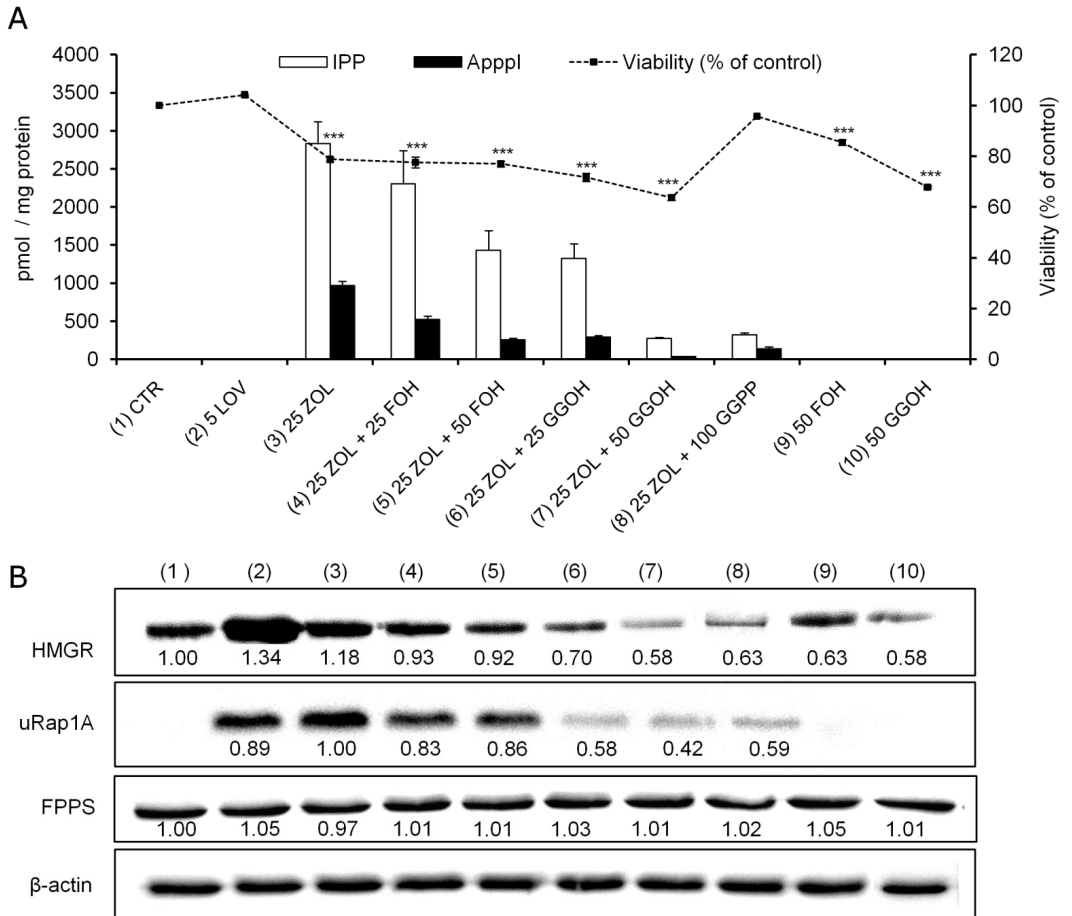 A
IPP
ApppI
Viability (% of control)
4000
3500
3000
2500
2000
1500
1000
500
0
pmol / mg protein
120
100
80
60
40
20
0
Viability (% of control)
***
***
***
***
***
***
***
(1) CTR
(2) 5 LOV
(3) 25 ZOL
(4) 25 ZOL + 25 FOH
(5) 25 ZOL + 50 FOH
(6) 25 ZOL + 25 GGOH
(7) 25 ZOL + 50 GGOH
(8) 25 ZOL + 100 GGPP
(9) 50 FOH
(10) 50 GGOH
B
(1 ) (2) (3) (4) (5) (6) (7) (8) (9) (10)
HMGR
1.00 1.34 1.18 0.93 0.92 0.70 0.58 0.63 0.63 0.58
uRap1A
0.89 1.00 0.83 0.86 0.58 0.42 0.59
FPPS
1.00 1.05 0.97 1.01 1.01 1.03 1.01 1.02 1.05 1.01
β-actin